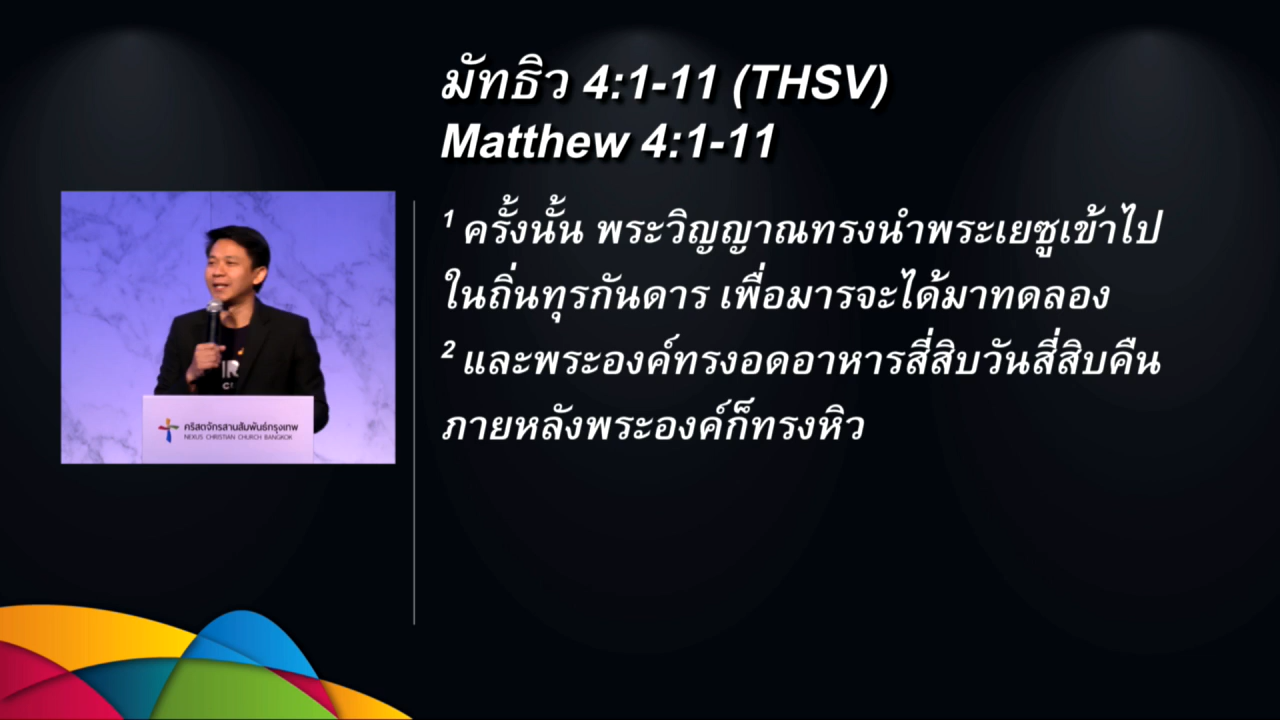 มัทธิว 4:1-11 (THSV)
Matthew 4:1-11
1 ครั้งนั้น พระวิญญาณทรงนำพระเยซูเข้าไป
ในถิ่นทุรกันดาร เพื่อมารจะได้มาทดลอง
2 และพระองค์ทรงอดอาหารสี่สิบวันสี่สิบคืน
ภายหลังพระองค์ก็ทรงหิว
คริสตจักรสานสัมพันธ์กรุงเทพ
NEXUS CHRISTIAN CHURCH BANGKOK